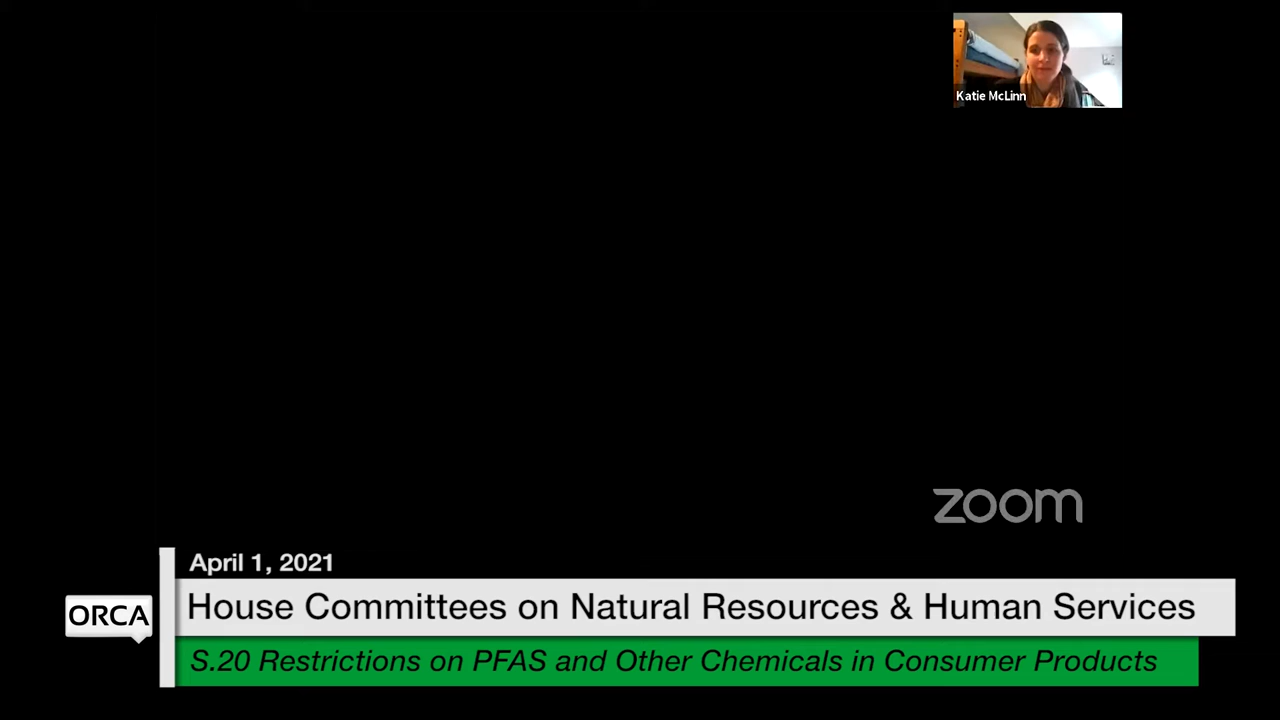 Katie McLinn
zoom
April 1, 2021
House Committees on Natural Resources & Human Services
ORCA
S.20 Restrictions on PFAS and Other Chemicals in Consumer Products